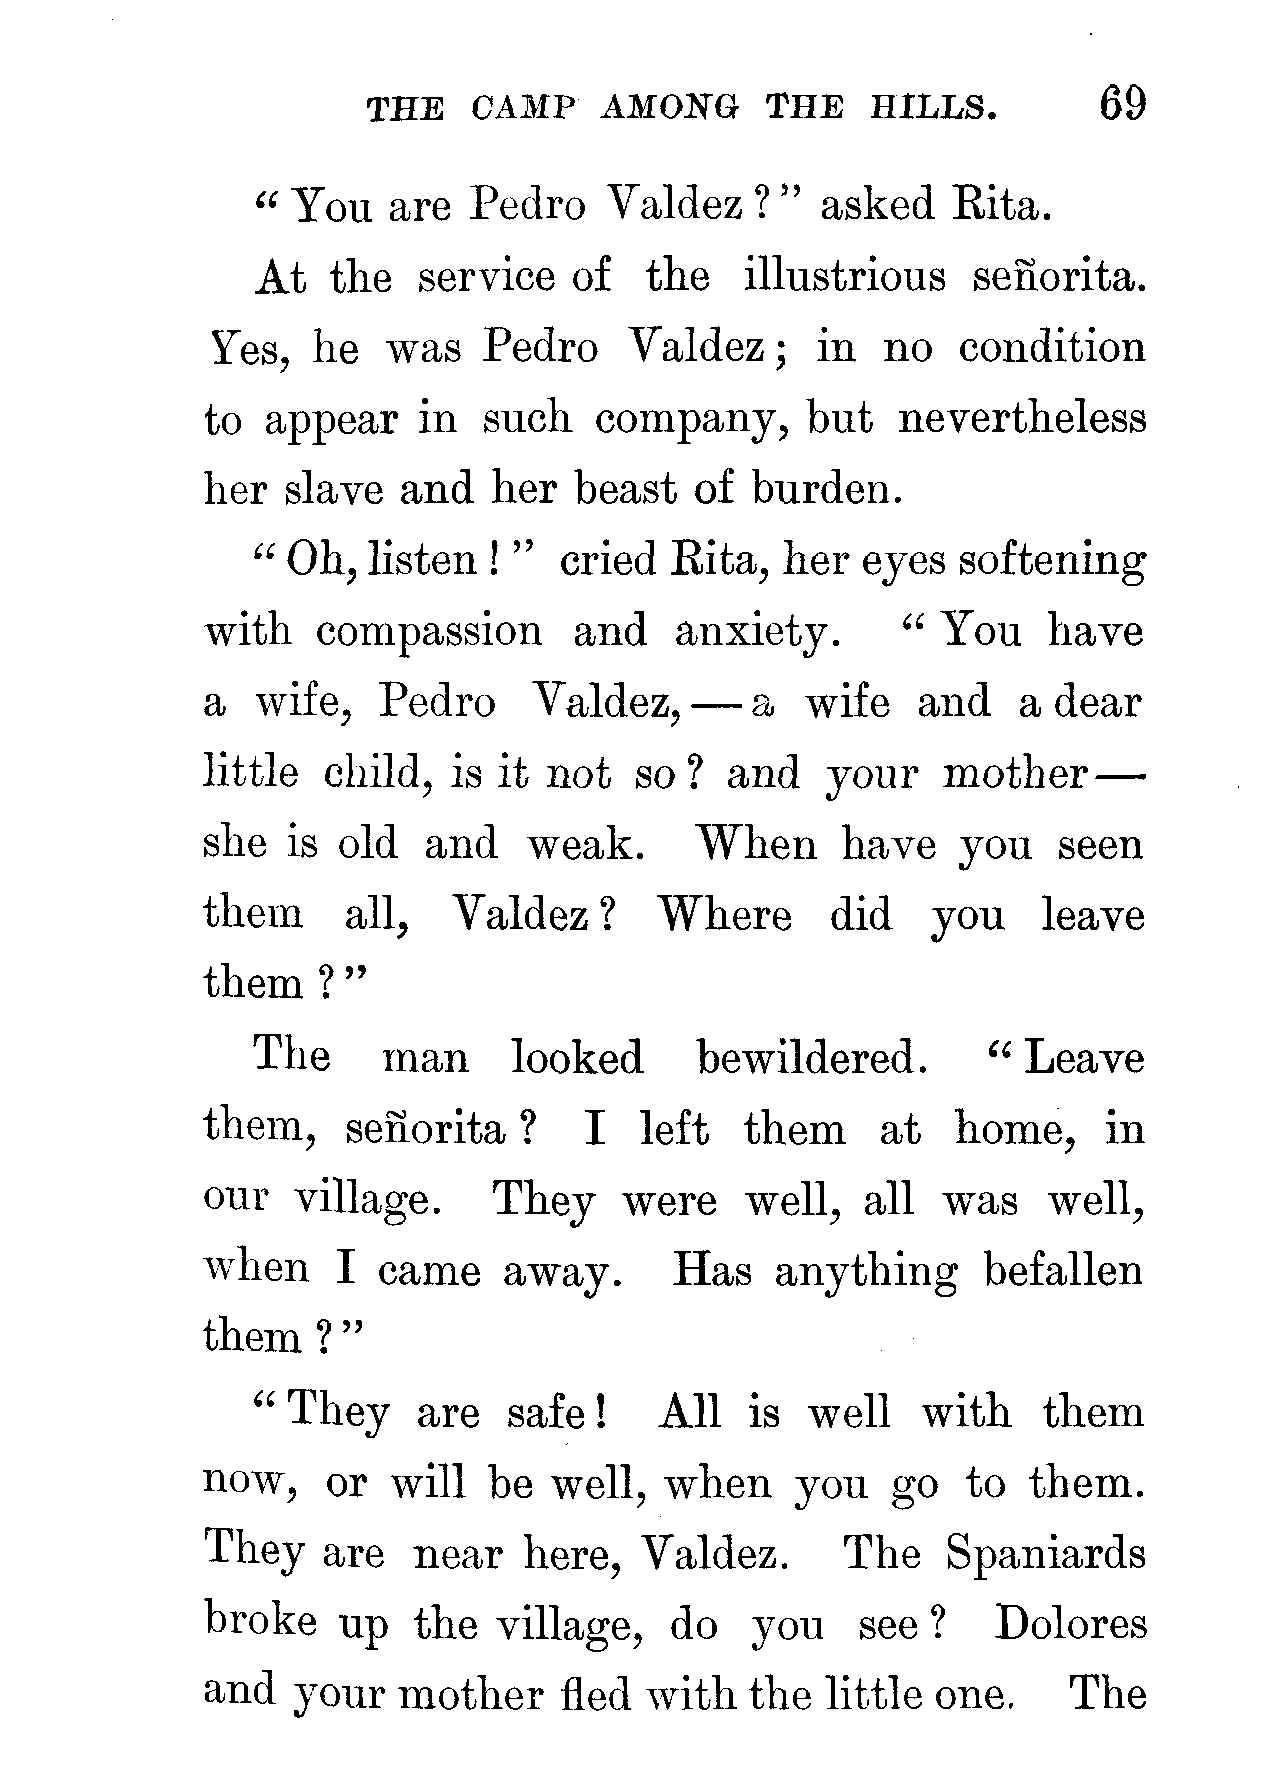 THE CAMP AMONG THE HILLS. 69
“ You are Pedro Valdez ? ” asked Rita.
At the service of the illustrious señorita.
Yes, he was Pedro Valdez ; in no condition
to appear in such company, but nevertheless
her slave and her beast of burden.
“ Oh, listen ! ” cried Rita, her eyes softening
with compassion and anxiety. “ You have
a wife, Pedro Valdez, — a wife and a dear
little child, is it not so ? and your mother —
she is old and weak. When have you seen
them all, Valdez ? Where did you leave
them ? ”
The man looked bewildered. “ Leave
them, señorita ? I left them at home, in
our village. They were well, all was well,
when I came away. Has anything befallen
them ? ”
“ They are safe ! All is well with them
now, or will be well, when you go to them.
They are near here, Valdez. The Spaniards
broke up the village, do you see ? Dolores
and your mother fled with the little one. The